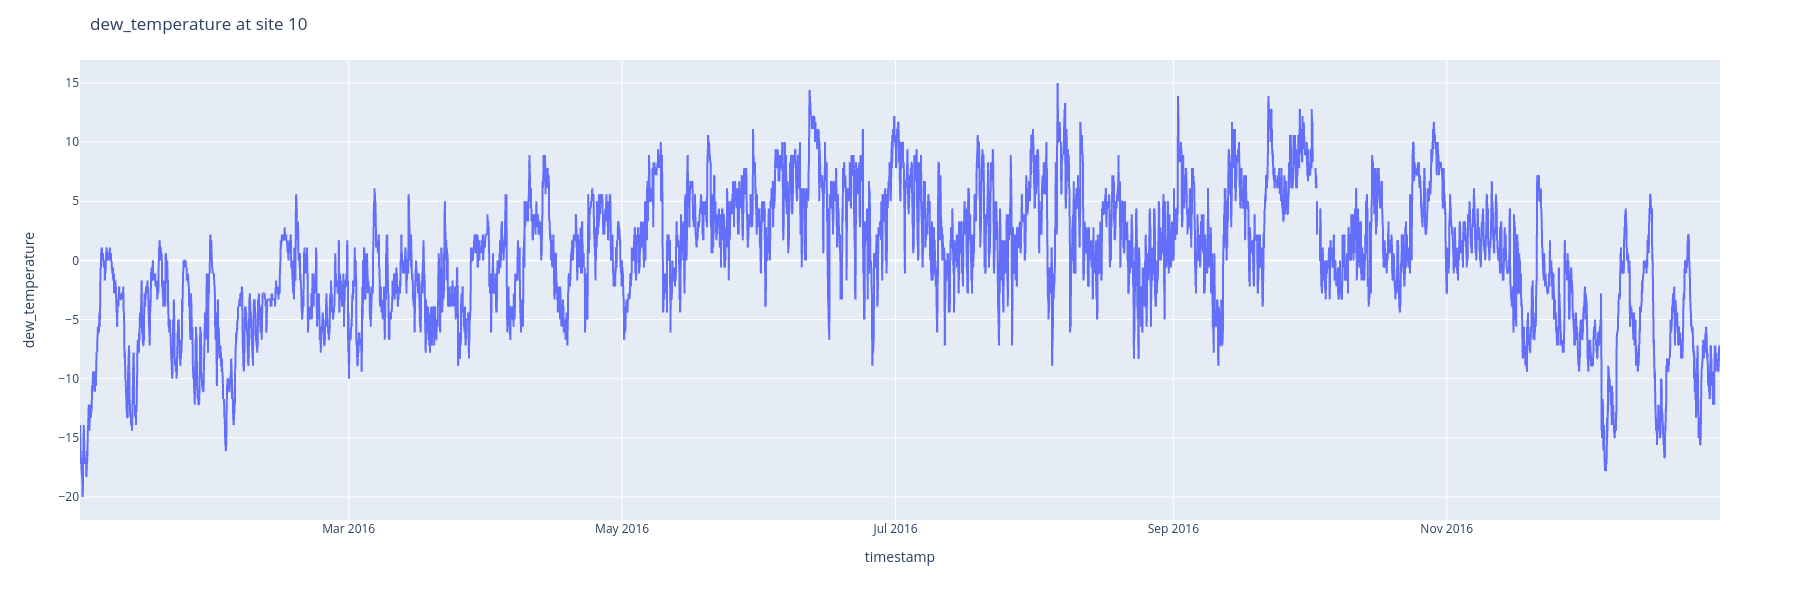 dew_temperature at site 10
dew_temperature
15
10
5
0
−5
−10
−15
−20
Mar 2016
May 2016
Jul 2016
Sep 2016
Nov 2016
timestamp